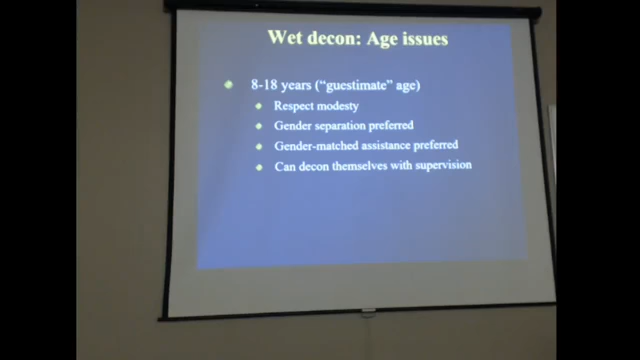 Wet decon: Age issues
8-18 years ("guestimate" age)
Respect modesty
Gender separation preferred
Gender-matched assistance preferred
Can decon themselves with supervision